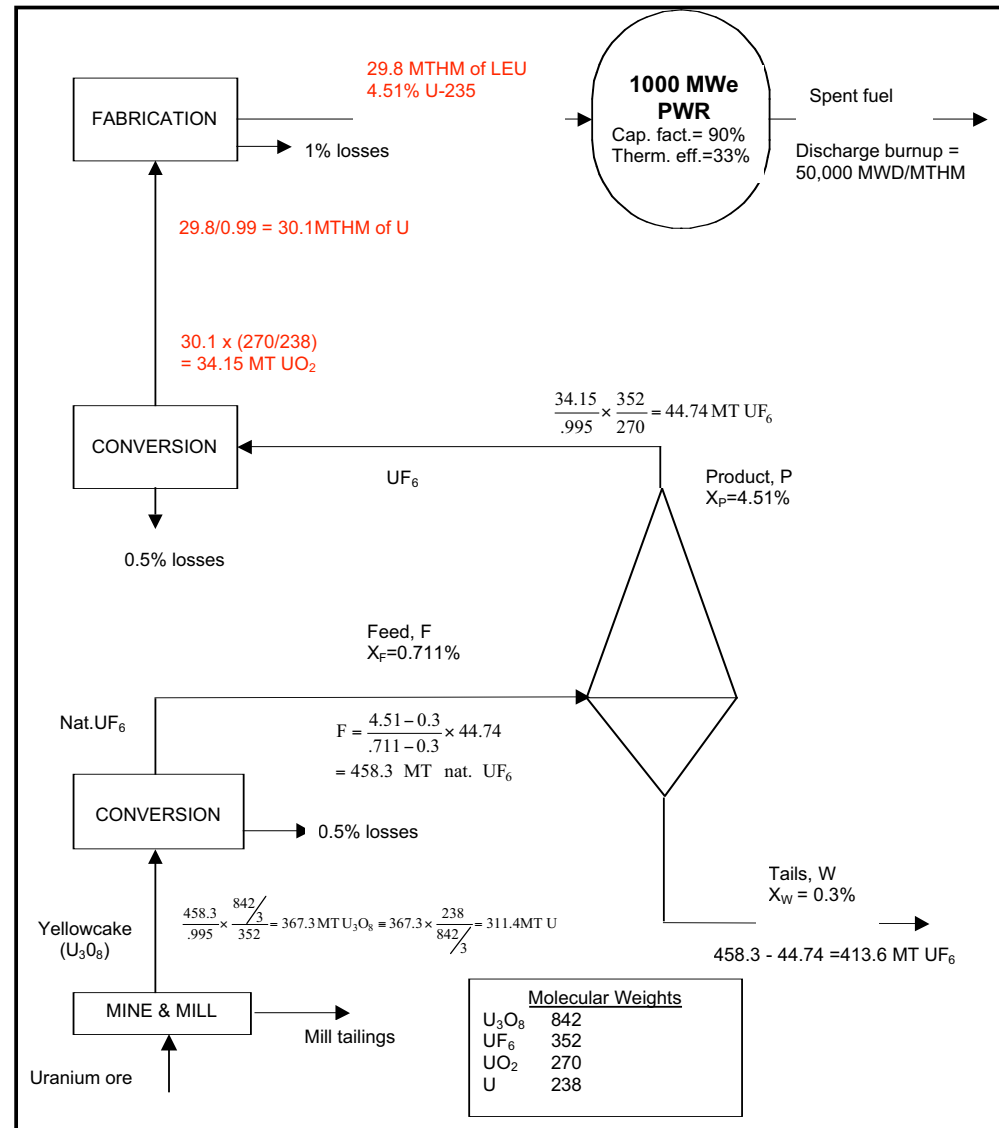 29.8 MTHM of LEU
4.51% U-235
1000 MWe
PWR
Cap. fact.= 90%
Therm. eff.=33%
Spent fuel
Discharge burnup =
50,000 MWD/MTHM
FABRICATION
1% losses
29.8/0.99 = 30.1MTHM of U
30.1 x (270/238)
= 34.15 MT UO₂
34.15/.995 × 352/270 = 44.74 MT UF₆
CONVERSION
UF₆
Product, P
X_P=4.51%
0.5% losses
Feed, F
X_F=0.711%
Nat.UF₆
F = (4.51 − 0.3)/(.711 − 0.3) × 44.74
= 458.3 MT nat. UF₆
CONVERSION
0.5% losses
Tails, W
X_W = 0.3%
458.3 - 44.74 =413.6 MT UF₆
Yellowcake
(U₃0₈)
458.3/.995 × (842/3)/352 = 367.3 MT U₃O₈ ≡ 367.3 × 238/(842/3) = 311.4 MT U
MINE & MILL
Mill tailings
Uranium ore
Molecular Weights
U₃O₈ 842
UF₆ 352
UO₂ 270
U 238